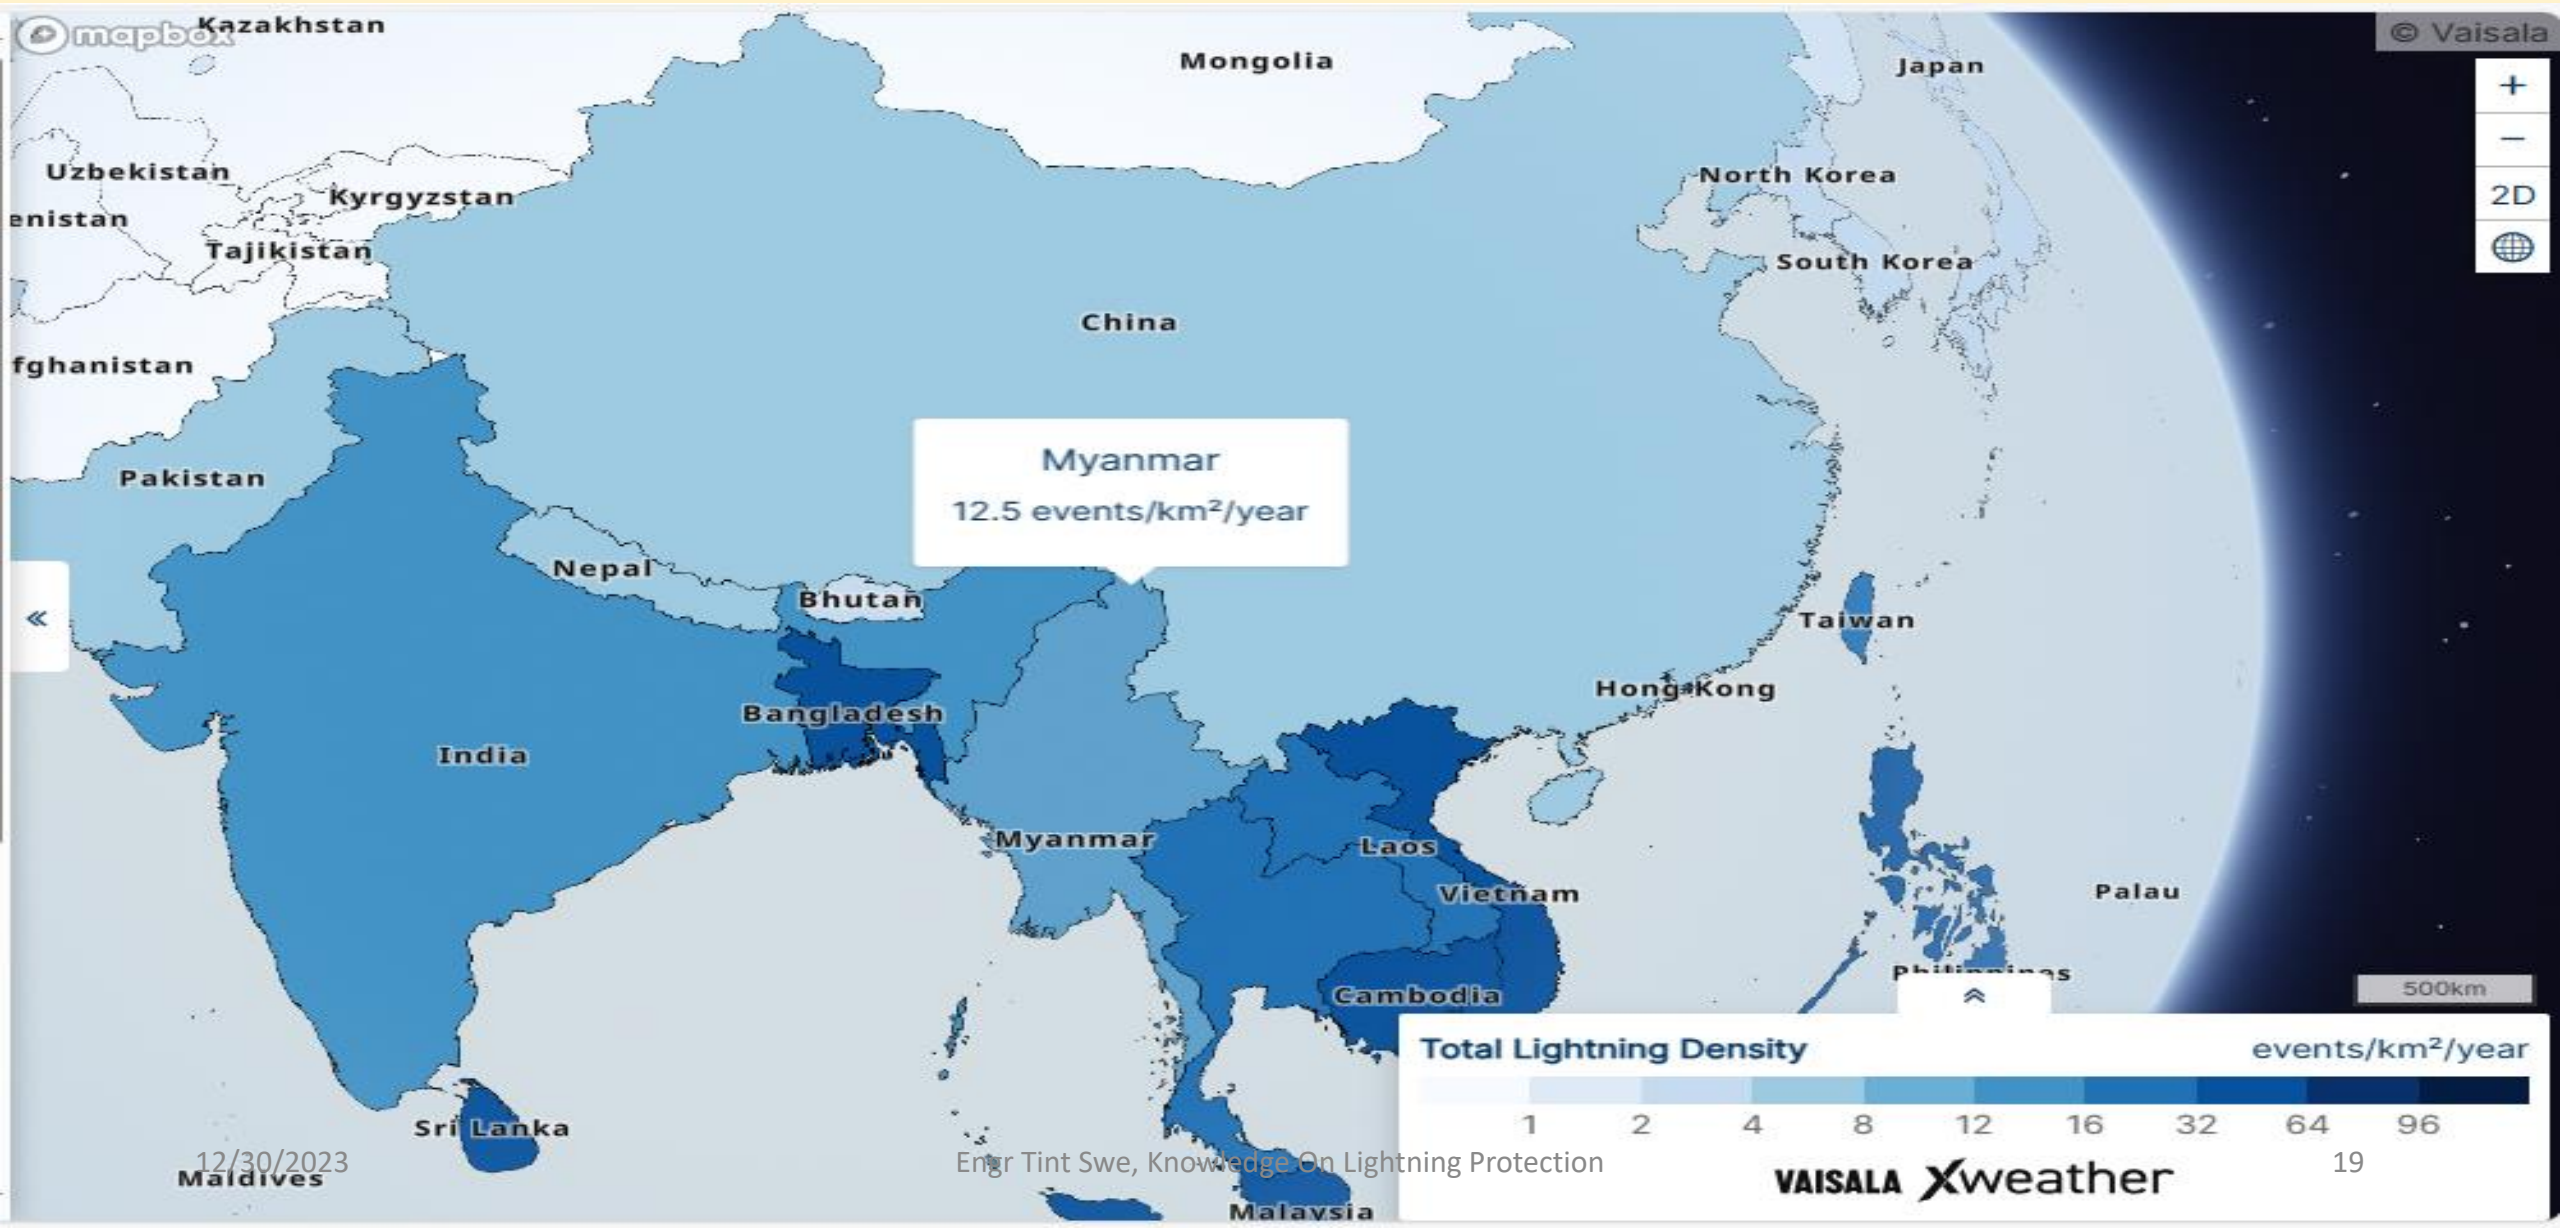 mapbox
© Vaisala
Kazakhstan
Mongolia
Japan
+
−
Uzbekistan
North Korea
Kyrgyzstan
2D
enistan
Tajikistan
South Korea
China
fghanistan
Myanmar
12.5 events/km²/year
Pakistan
Nepal
Bhutan
«
Taiwan
Hong Kong
Bangladesh
India
Myanmar
Laos
Vietnam
Palau
Philippines
Cambodia
500km
Total Lightning Density events/km²/year
1 2 4 8 12 16 32 64 96
Sri Lanka
12/30/2023
Engr Tint Swe, Knowledge On Lightning Protection
19
Maldives
VAISALA Xweather
Malaysia